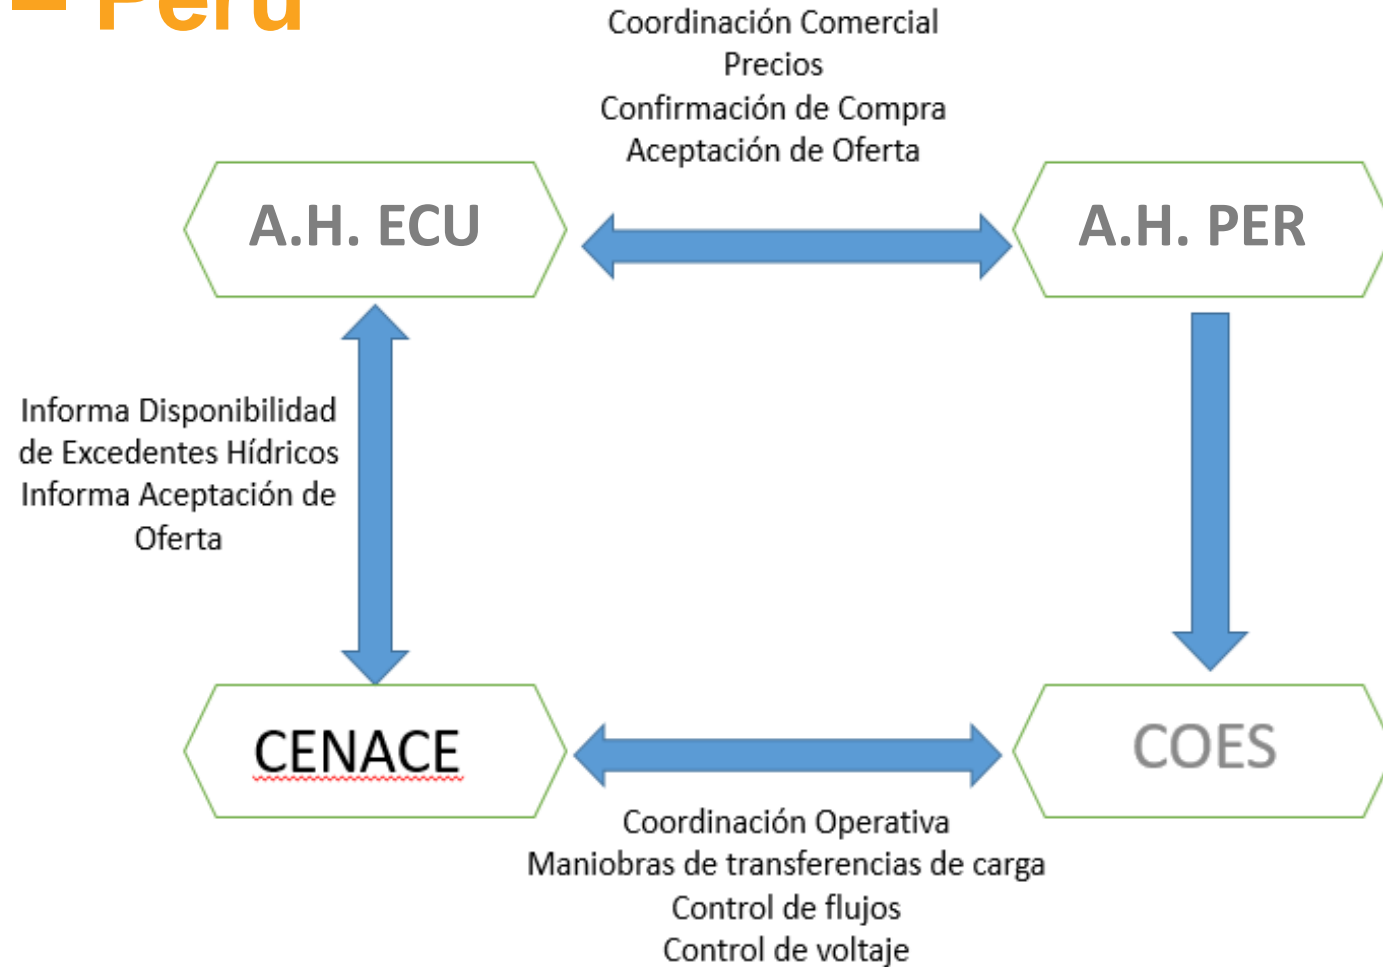 – Perú
Coordinación Comercial
Precios
Confirmación de Compra
Aceptación de Oferta
A.H. ECU
A.H. PER
Informa Disponibilidad
de Excedentes Hídricos
Informa Aceptación de
Oferta
CENACE
COES
Coordinación Operativa
Maniobras de transferencias de carga
Control de flujos
Control de voltaje